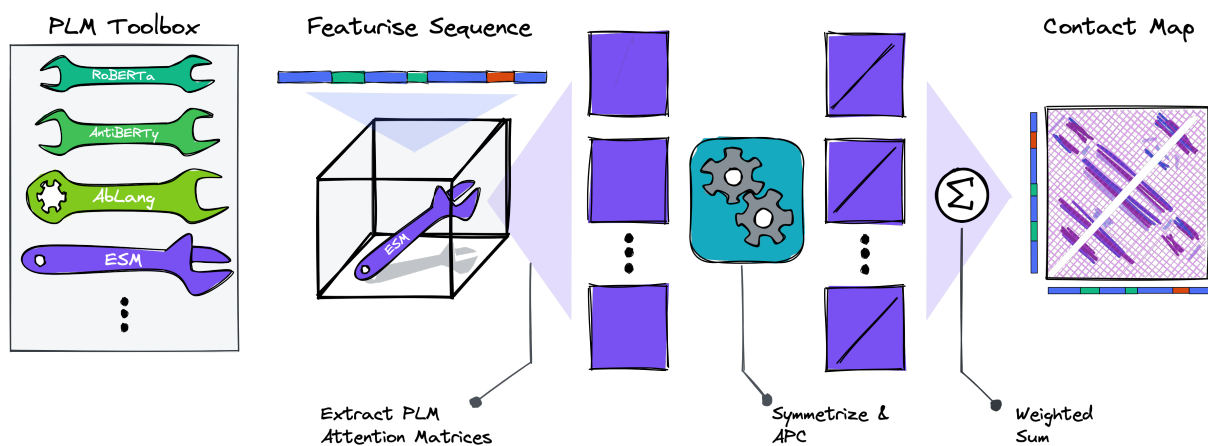 PLM Toolbox
Featurise Sequence
Contact Map
RoBERTa
AntiBERTy
AbLang
ESM
ESM
Σ
Extract PLM
Attention Matrices
Symmetrize &
APC
Weighted
Sum